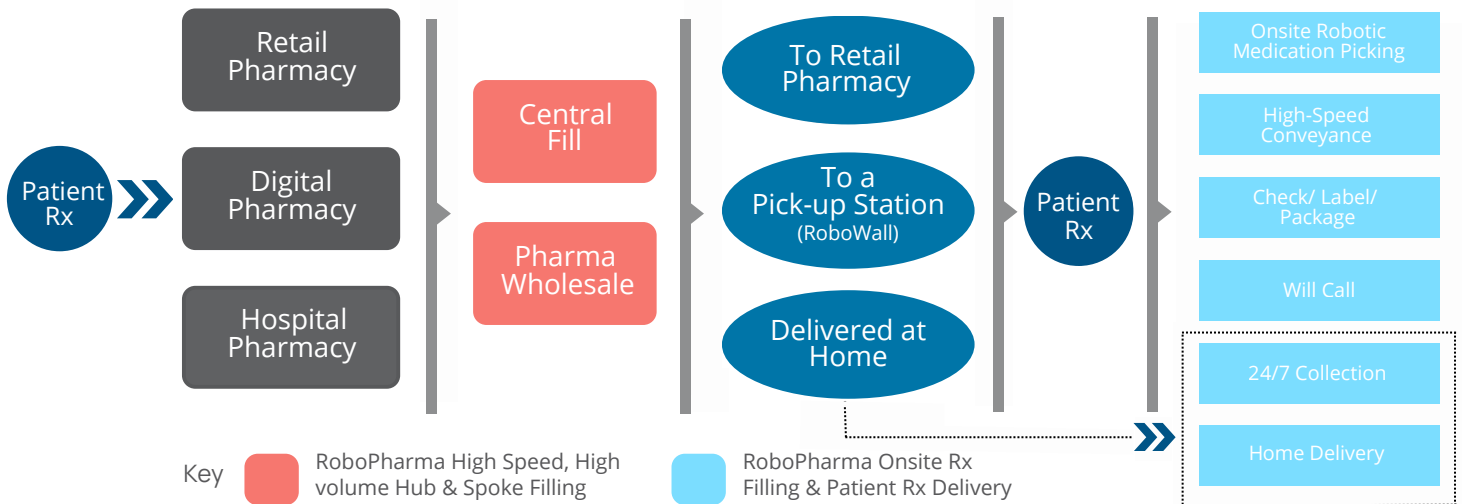 Patient
Rx
Retail
Pharmacy
Digital
Pharmacy
Hospital
Pharmacy
Central
Fill
Pharma
Wholesale
To Retail
Pharmacy
To a
Pick-up Station
(RoboWall)
Delivered at
Home
Patient
Rx
Onsite Robotic
Medication Picking
High-Speed
Conveyance
Check/ Label/
Package
Will Call
24/7 Collection
Home Delivery
Key
RoboPharma High Speed, High
volume Hub & Spoke Filling
RoboPharma Onsite Rx
Filling & Patient Rx Delivery